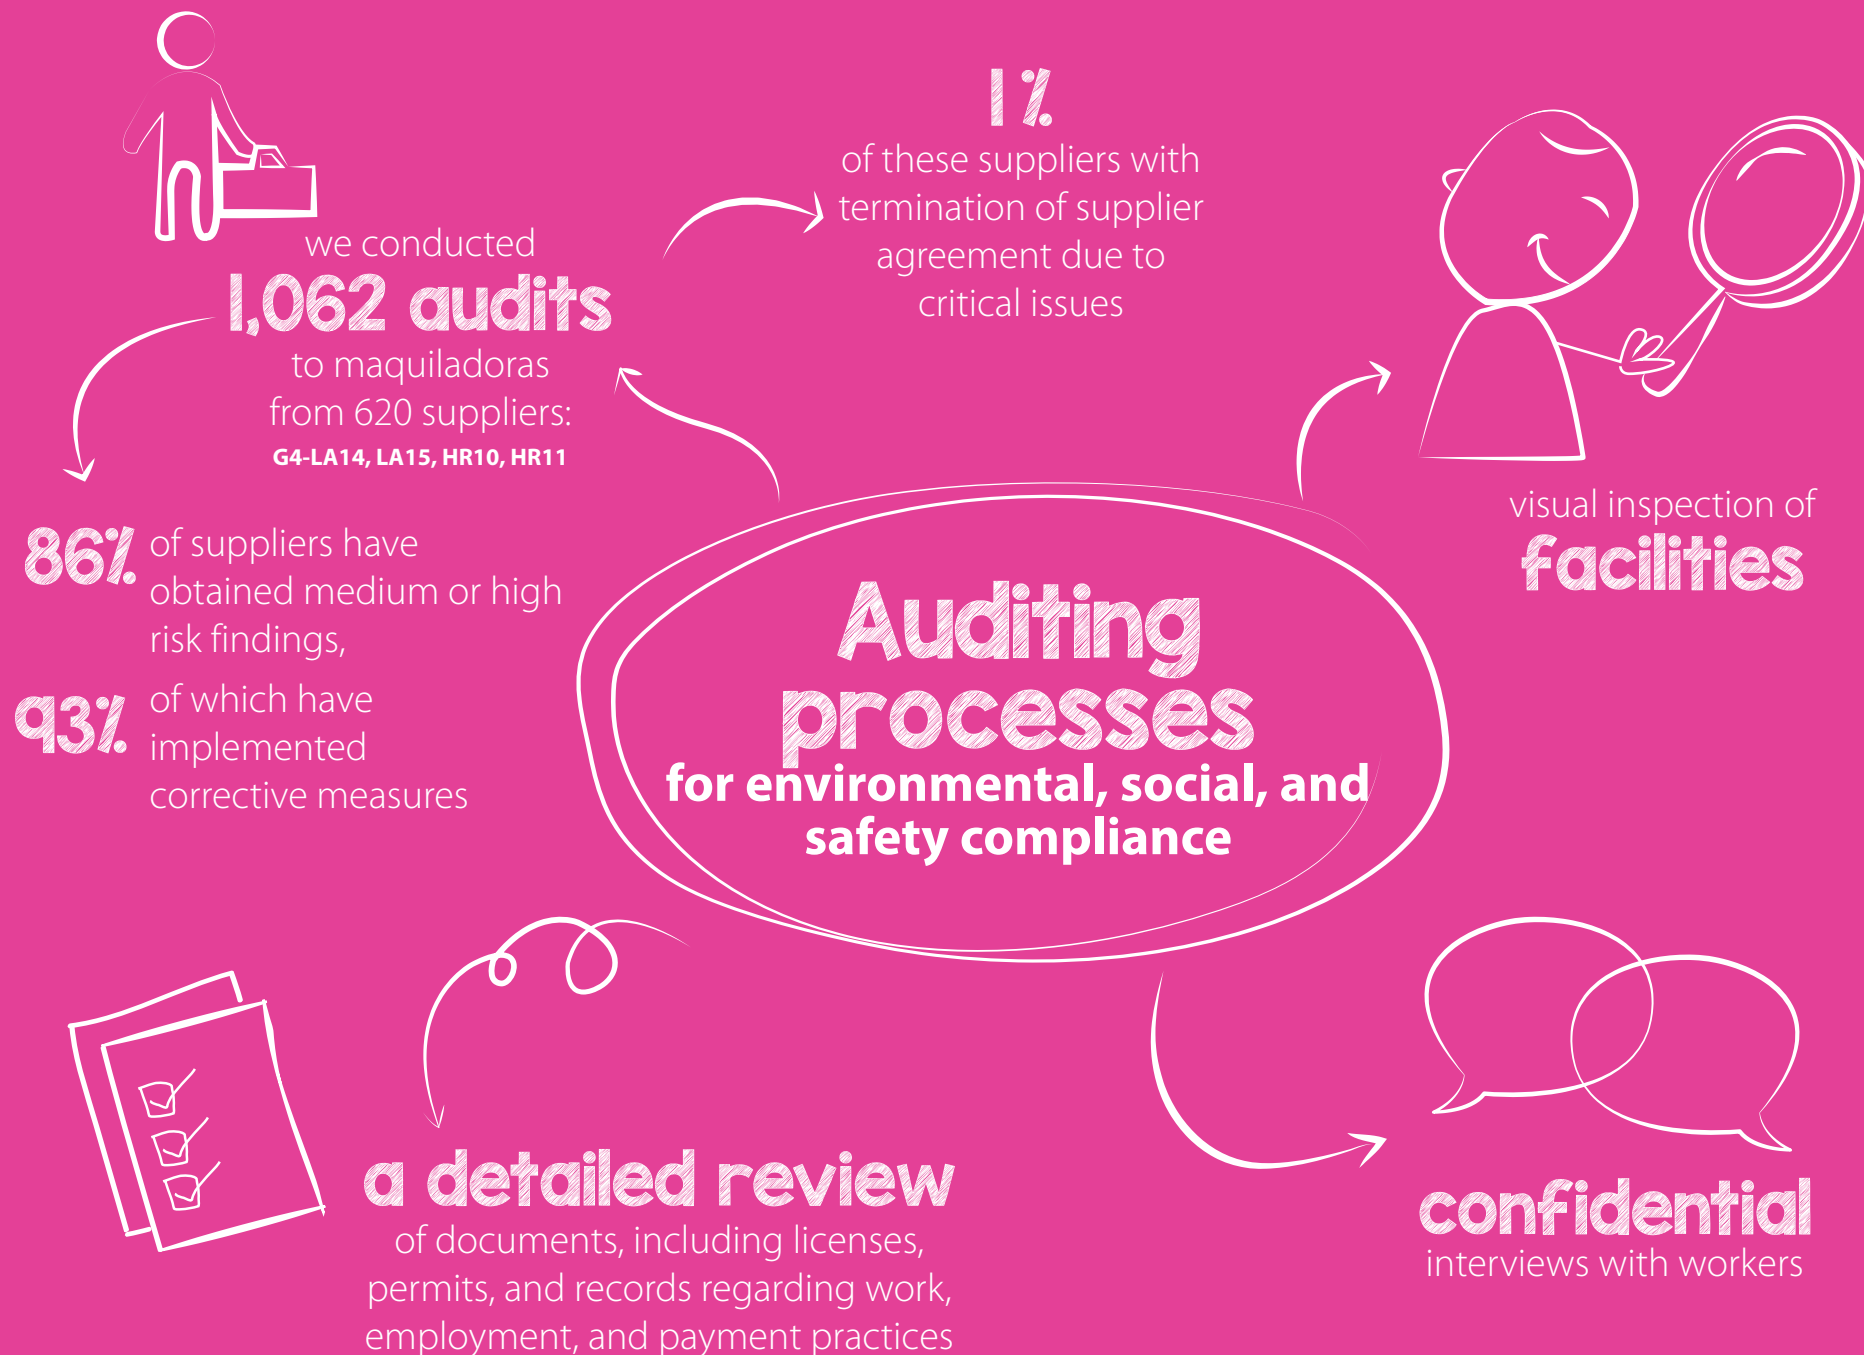 we conducted
1,062 audits
to maquiladoras
from 620 suppliers:
G4-LA14, LA15, HR10, HR11
1%
of these suppliers with
termination of supplier
agreement due to
critical issues
86% of suppliers have
obtained medium or high
risk findings,
93% of which have
implemented
corrective measures
visual inspection of
facilities
Auditing
processes
for environmental, social, and
safety compliance
a detailed review
of documents, including licenses,
permits, and records regarding work,
employment, and payment practices
confidential
interviews with workers